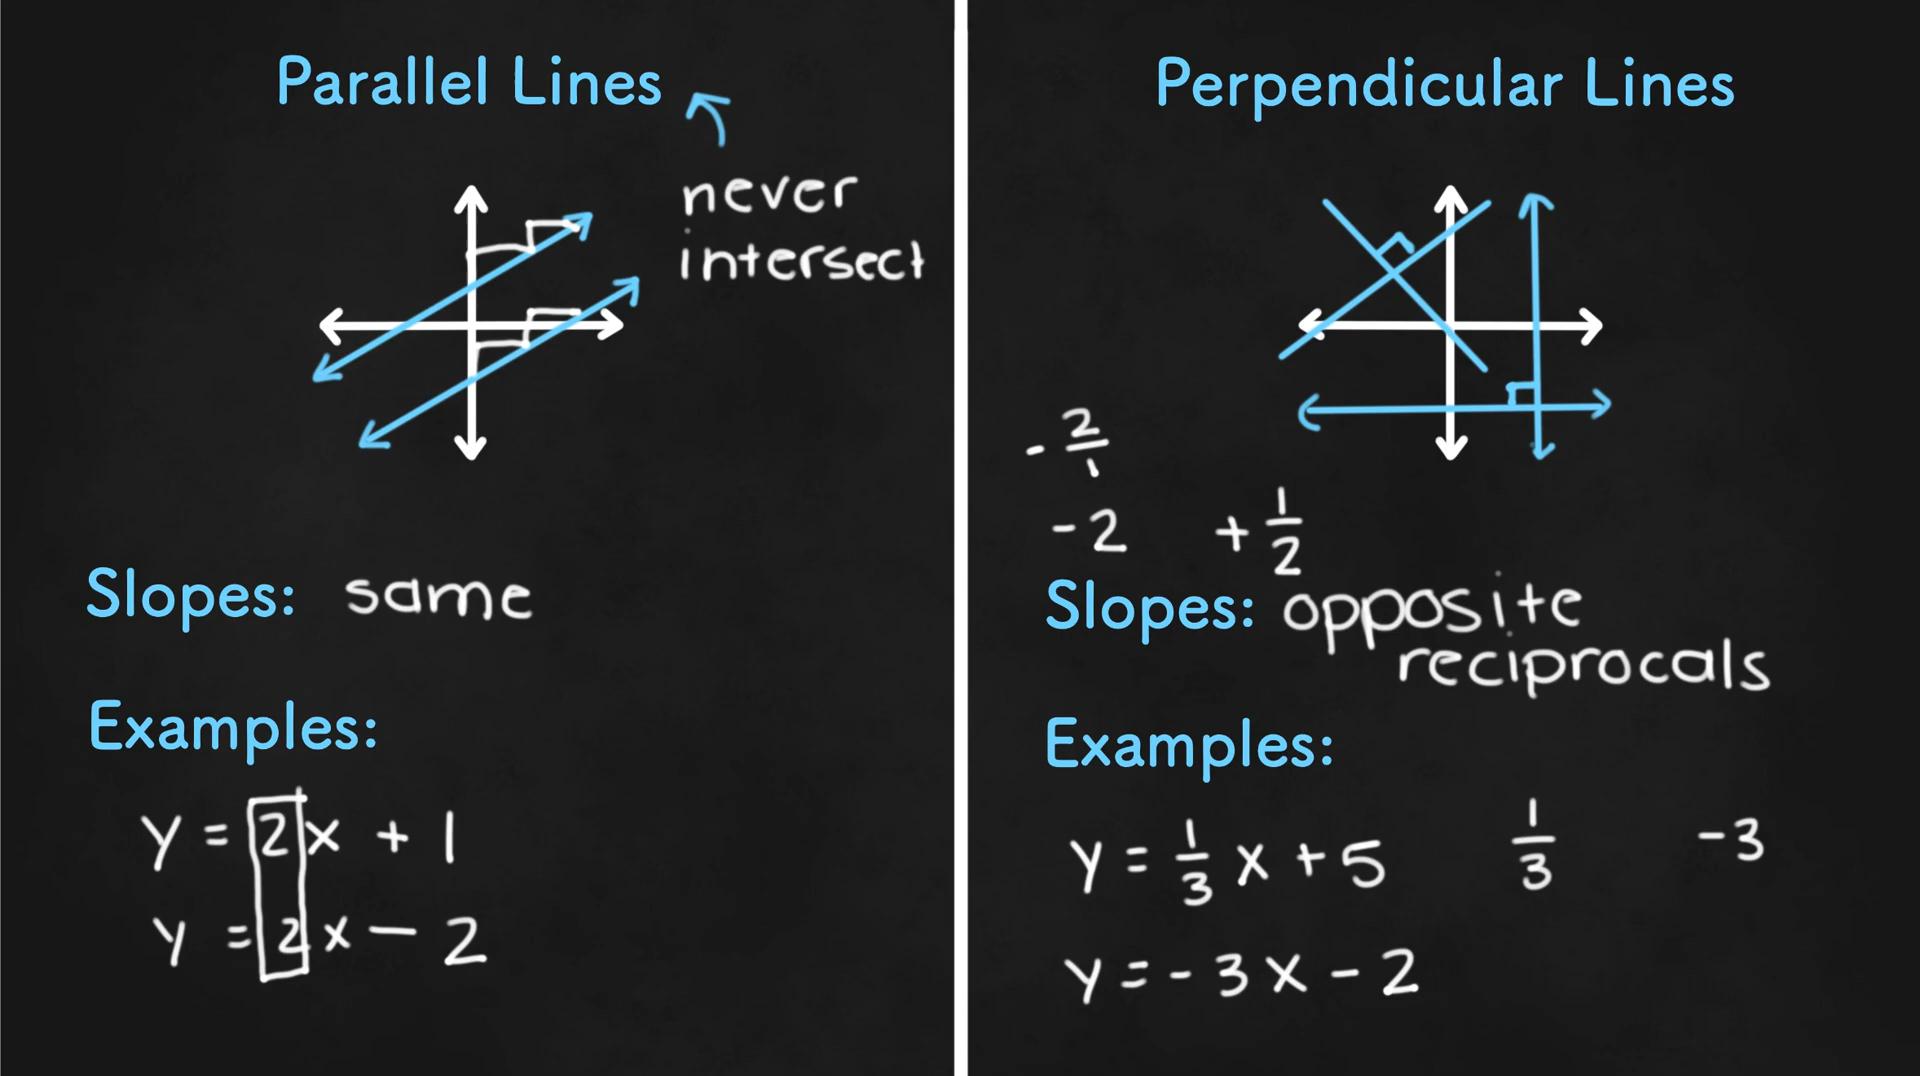 Parallel Lines
never
intersect
Slopes: same
Examples:
y = 2x + 1
y = 2x - 2
Perpendicular Lines
- 2/1
-2 + 1/2
Slopes: opposite
reciprocals
Examples:
y = 1/3 x + 5 1/3 -3
y = - 3x - 2